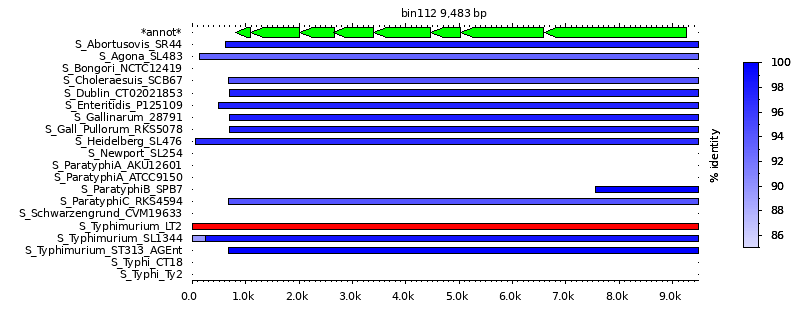 bin112 9,483 bp
*annot*
S_Abortusovis_SR44
S_Agona_SL483
S_Bongori_NCTC12419
S_Choleraesuis_SCB67
S_Dublin_CT02021853
S_Enteritidis_P125109
S_Gallinarum_28791
S_Gall_Pullorum_RKS5078
S_Heidelberg_SL476
S_Newport_SL254
S_ParatyphiA_AKU12601
S_ParatyphiA_ATCC9150
S_ParatyphiB_SPB7
S_ParatyphiC_RKS4594
S_Schwarzengrund_CVM19633
S_Typhimurium_LT2
S_Typhimurium_SL1344
S_Typhimurium_ST313_AGEnt
S_Typhi_CT18
S_Typhi_Ty2
0.0 1.0k 2.0k 3.0k 4.0k 5.0k 6.0k 7.0k 8.0k 9.0k
% identity
100
98
96
94
92
90
88
86